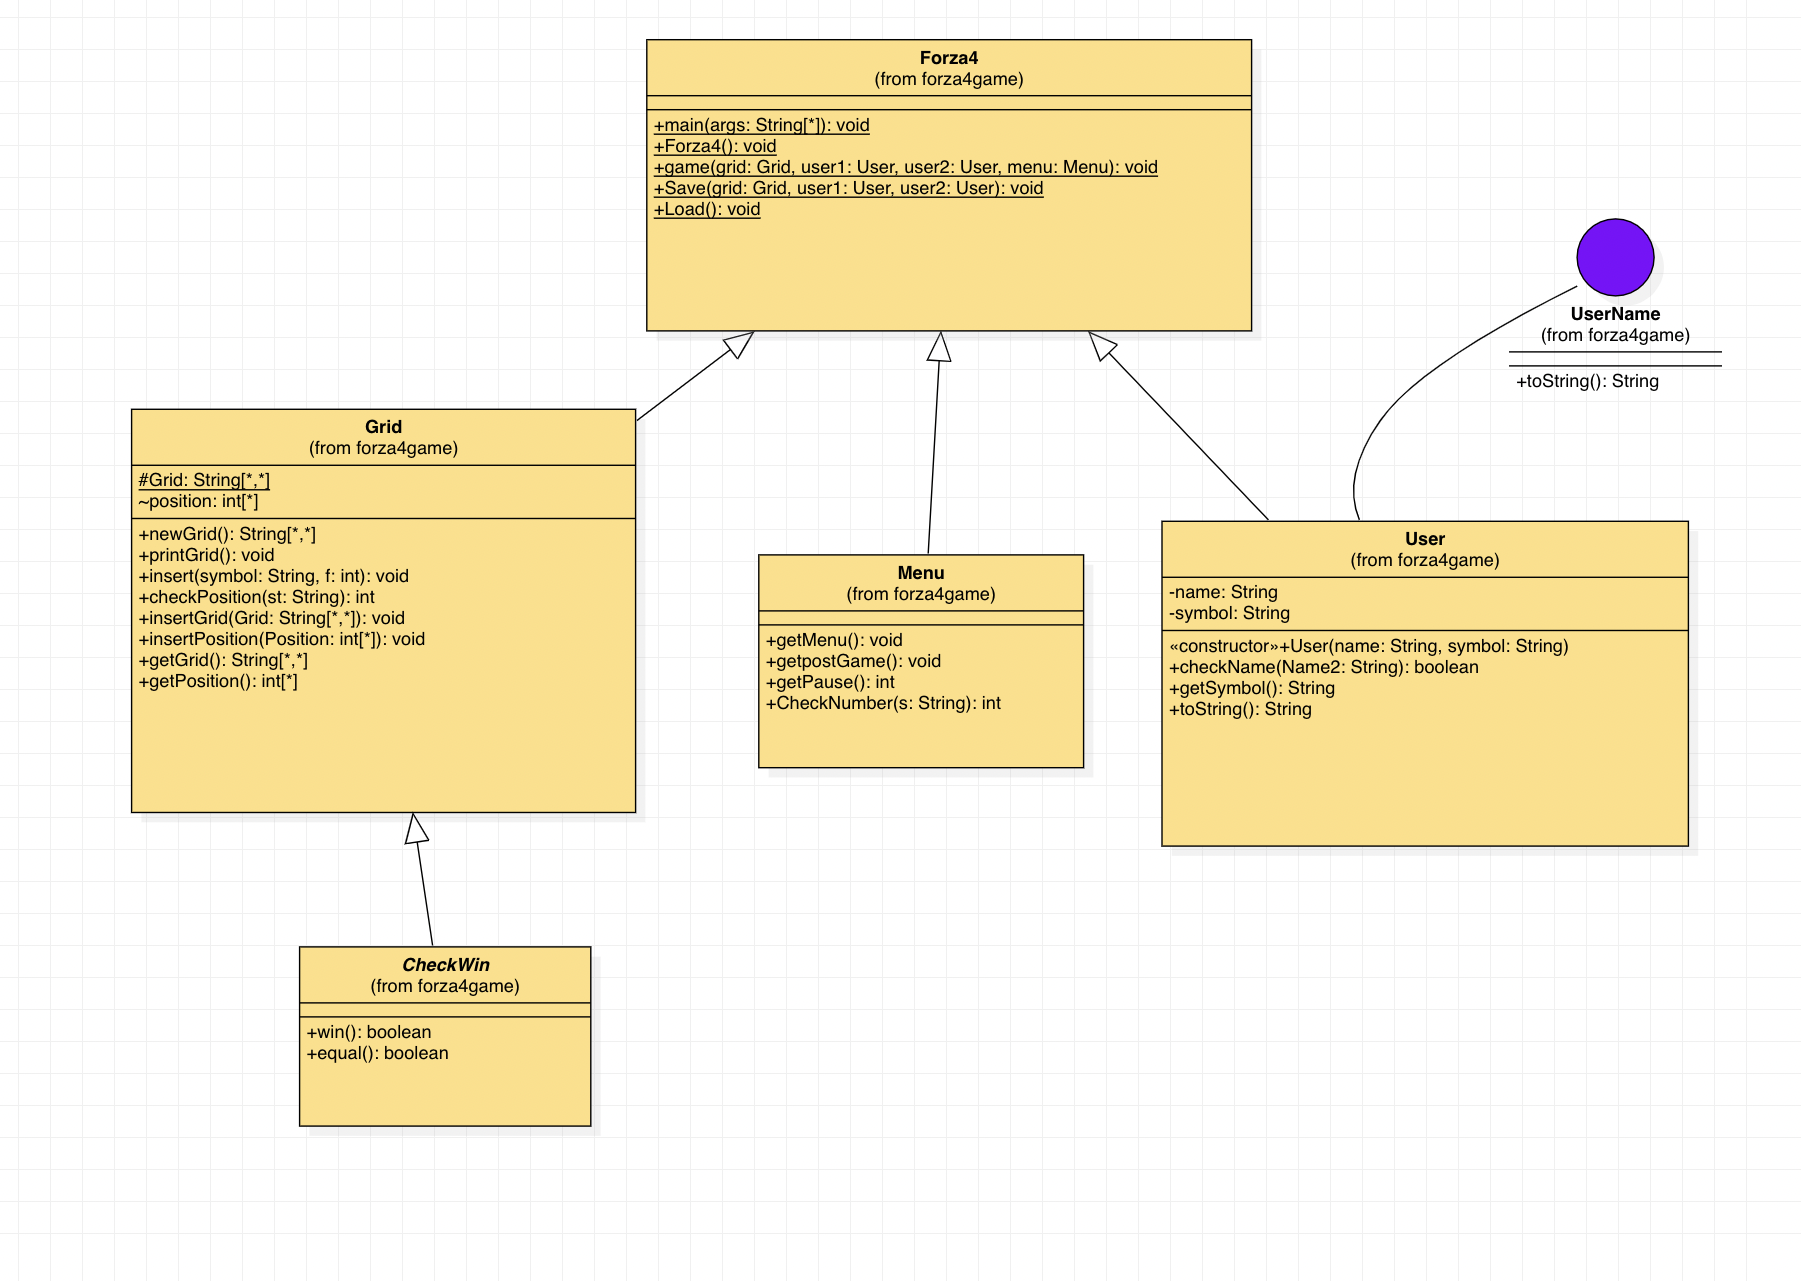 Forza4
(from forza4game)
+main(args: String[*]): void
+Forza4(): void
+game(grid: Grid, user1: User, user2: User, menu: Menu): void
+Save(grid: Grid, user1: User, user2: User): void
+Load(): void
UserName
(from forza4game)
+toString(): String
Grid
(from forza4game)
#Grid: String[*,*]
~position: int[*]
+newGrid(): String[*,*]
+printGrid(): void
+insert(symbol: String, f: int): void
+checkPosition(st: String): int
+insertGrid(Grid: String[*,*]): void
+insertPosition(Position: int[*]): void
+getGrid(): String[*,*]
+getPosition(): int[*]
Menu
(from forza4game)
+getMenu(): void
+getpostGame(): void
+getPause(): int
+CheckNumber(s: String): int
User
(from forza4game)
-name: String
-symbol: String
«constructor»+User(name: String, symbol: String)
+checkName(Name2: String): boolean
+getSymbol(): String
+toString(): String
CheckWin
(from forza4game)
+win(): boolean
+equal(): boolean